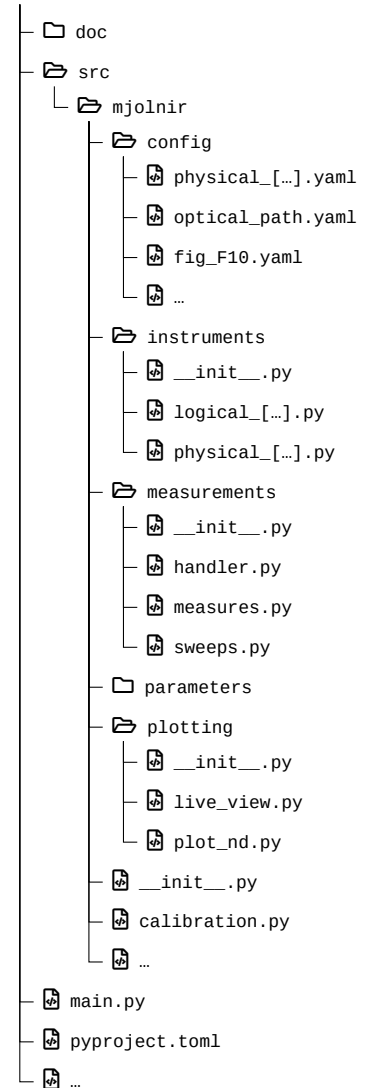 doc
src
mjolnir
config
physical_[…].yaml
optical_path.yaml
fig_F10.yaml
…
instruments
__init__.py
logical_[…].py
physical_[…].py
measurements
__init__.py
handler.py
measures.py
sweeps.py
parameters
plotting
__init__.py
live_view.py
plot_nd.py
__init__.py
calibration.py
…
main.py
pyproject.toml
…